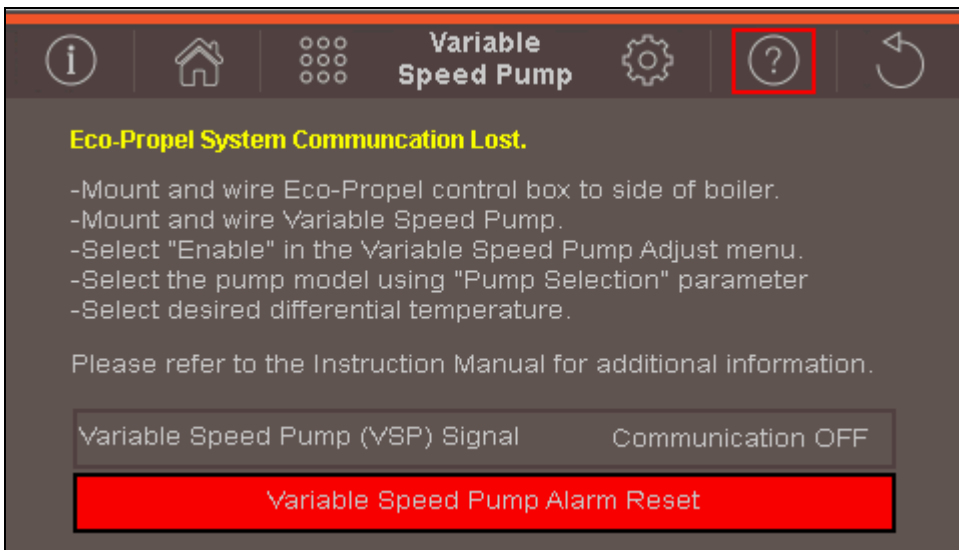 i
Variable
Speed Pump
?
Eco-Propel System Communcation Lost.
-Mount and wire Eco-Propel control box to side of boiler.
-Mount and wire Variable Speed Pump.
-Select "Enable" in the Variable Speed Pump Adjust menu.
-Select the pump model using "Pump Selection" parameter
-Select desired differential temperature.
Please refer to the Instruction Manual for additional information.
Variable Speed Pump (VSP) Signal Communication OFF
Variable Speed Pump Alarm Reset